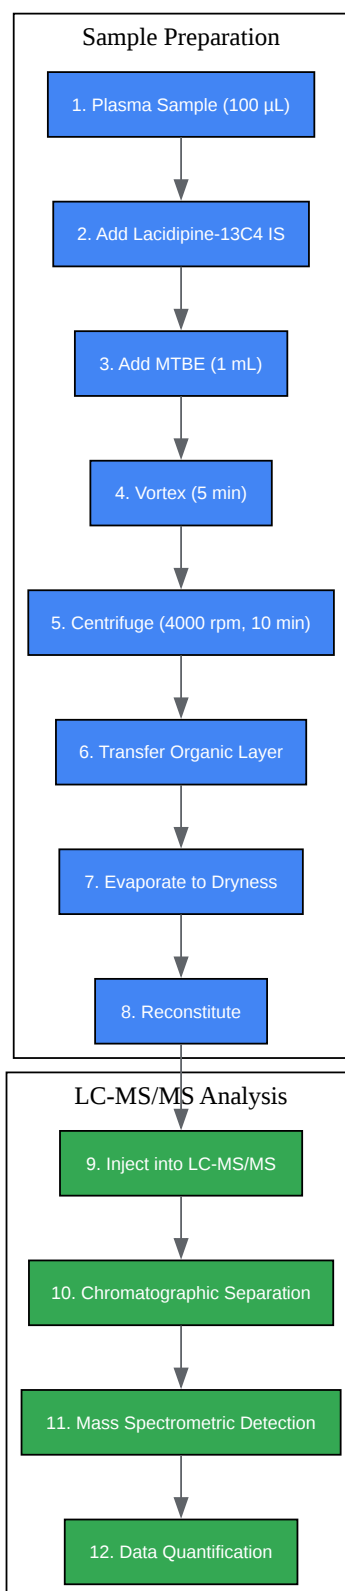 Sample Preparation
1. Plasma Sample (100 µL)
2. Add Lacidipine-13C4 IS
3. Add MTBE (1 mL)
4. Vortex (5 min)
5. Centrifuge (4000 rpm, 10 min)
6. Transfer Organic Layer
7. Evaporate to Dryness
8. Reconstitute
LC-MS/MS Analysis
9. Inject into LC-MS/MS
10. Chromatographic Separation
11. Mass Spectrometric Detection
12. Data Quantification